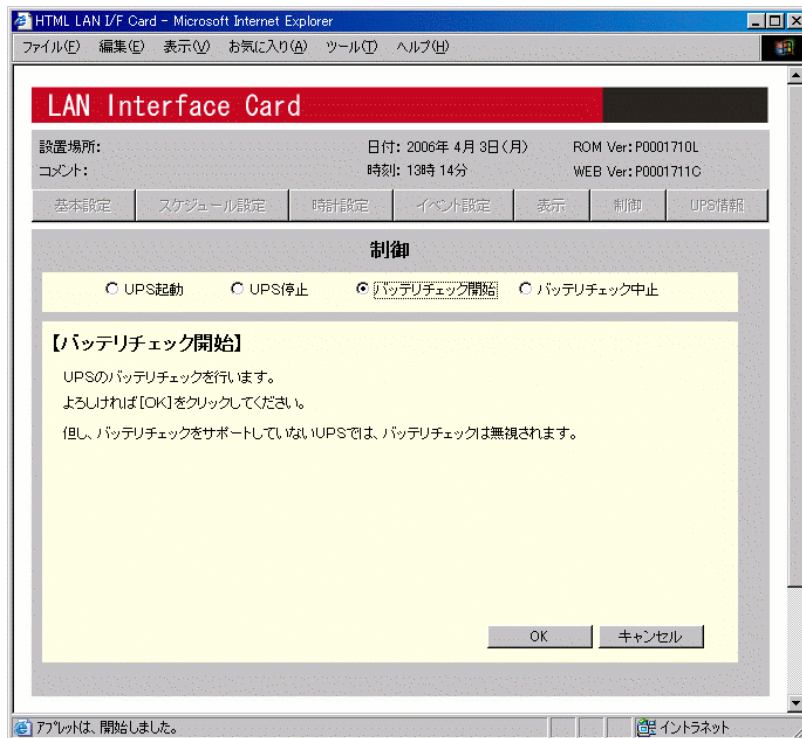 HTML LAN I/F Card - Microsoft Internet Explorer
ファイル(F) 編集(E) 表示(V) お気に入り(A) ツール(T) ヘルプ(H)
LAN Interface Card
設置場所: 日付: 2006年 4月 3日(月) ROM Ver: P0001710L
コメント: 時刻: 13時 14分 WEB Ver: P0001711C
基本設定 スケジュール設定 時計設定 イベント設定 表示 制御 UPS情報
制御
UPS起動 UPS停止 バッテリチェック開始 バッテリチェック中止
【バッテリチェック開始】
UPSのバッテリチェックを行います。
よろしければ[OK]をクリックしてください。
但し、バッテリチェックをサポートしていないUPSでは、バッテリチェックは無視されます。
OK キャンセル
アプレットは、開始しました。 イントラネット